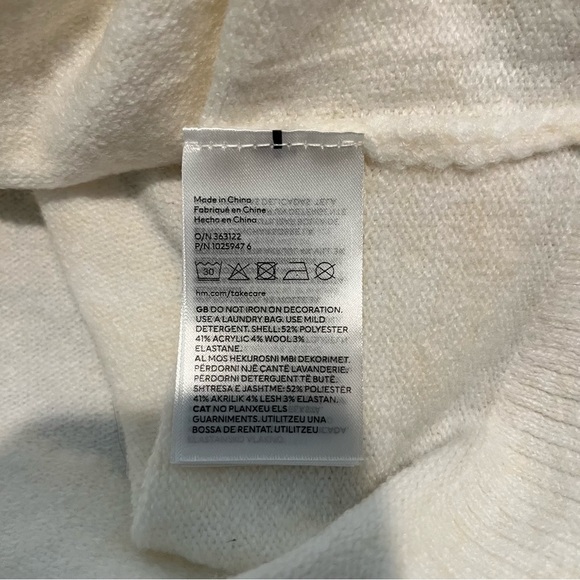 Made in China
Fabriqué en Chine
Hecho en China
O/N 363122
P/N 1025947 6
30
hm.com/takecare
GB DO NOT IRON ON DECORATION.
USE A LAUNDRY BAG. USE MILD
DETERGENT. SHELL: 52% POLYESTER
41% ACRYLIC 4% WOOL 3%
ELASTANE.
AL MOS HEKUROSNI MBI DEKORIMET.
PËRDORNI NJË ÇANTË LAVANDERIE.
PËRDORNI DETERGJENT TË BUTË.
SHTRESA E JASHTME: 52% POLIESTËR
41% AKRILIK 4% LESH 3% ELASTAN.
CAT NO PLANXEU ELS
GUARNIMENTS. UTILITZEU UNA
BOSSA DE RENTAT. UTILITZEU